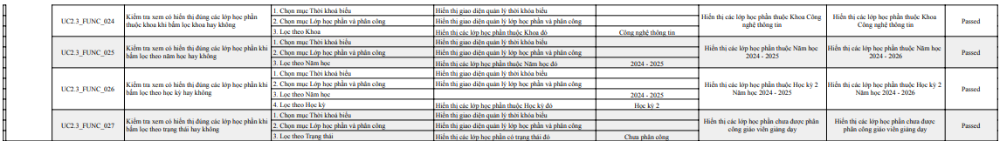 UC2.3_FUNC_024
Kiểm tra xem có hiển thị đúng các lớp học phần
thuộc khoa khi bấm lọc khoa hay không
1. Chọn mục Thời khoá biểu
Hiển thị giao diện quản lý thời khóa biểu
2. Chọn mục Lớp học phần và phân công
Hiển thị giao diện quản lý lớp học phần và phân công
3. Lọc theo Khoa
Hiển thị các lớp học phần thuộc Khoa đó
Công nghệ thông tin
Hiển thị các lớp học phần thuộc Khoa Công
nghệ thông tin
Hiển thị các lớp học phần thuộc Khoa
Công nghệ thông tin
Passed
UC2.3_FUNC_025
Kiểm tra xem có hiển thị đúng các lớp học phần khi
bấm lọc theo năm học hay không
1. Chọn mục Thời khoá biểu
Hiển thị giao diện quản lý thời khóa biểu
2. Chọn mục Lớp học phần và phân công
Hiển thị giao diện quản lý lớp học phần và phân công
3. Lọc theo Năm học
Hiển thị các lớp học phần thuộc Năm học đó
2024 - 2025
Hiển thị các lớp học phần thuộc Năm học
2024 - 2025
Hiển thị các lớp học phần thuộc Năm học
2024 - 2026
Passed
UC2.3_FUNC_026
Kiểm tra xem có hiển thị đúng các lớp học phần khi
bấm lọc theo học kỳ hay không
1. Chọn mục Thời khoá biểu
Hiển thị giao diện quản lý thời khóa biểu
2. Chọn mục Lớp học phần và phân công
Hiển thị giao diện quản lý lớp học phần và phân công
3. Lọc theo Năm học
2024 - 2025
4. Lọc theo Học kỳ
Hiển thị các lớp học phần thuộc Học kỳ đó
Học kỳ 2
Hiển thị các lớp học phần thuộc Học kỳ 2
Năm học 2024 - 2025
Hiển thị các lớp học phần thuộc Học kỳ 2
Năm học 2024 - 2026
Passed
UC2.3_FUNC_027
Kiểm tra xem có hiển thị đúng các lớp học phần khi
bấm lọc theo trạng thái hay không
1. Chọn mục Thời khoá biểu
Hiển thị giao diện quản lý thời khóa biểu
2. Chọn mục Lớp học phần và phân công
Hiển thị giao diện quản lý lớp học phần và phân công
3. Lọc theo Trạng thái
Hiển thị các lớp học phần có trạng thái đó
Chưa phân công
Hiển thị các lớp học phần chưa được phân
công giáo viên giảng dạy
Hiển thị các lớp học phần chưa được
phân công giáo viên giảng dạy
Passed